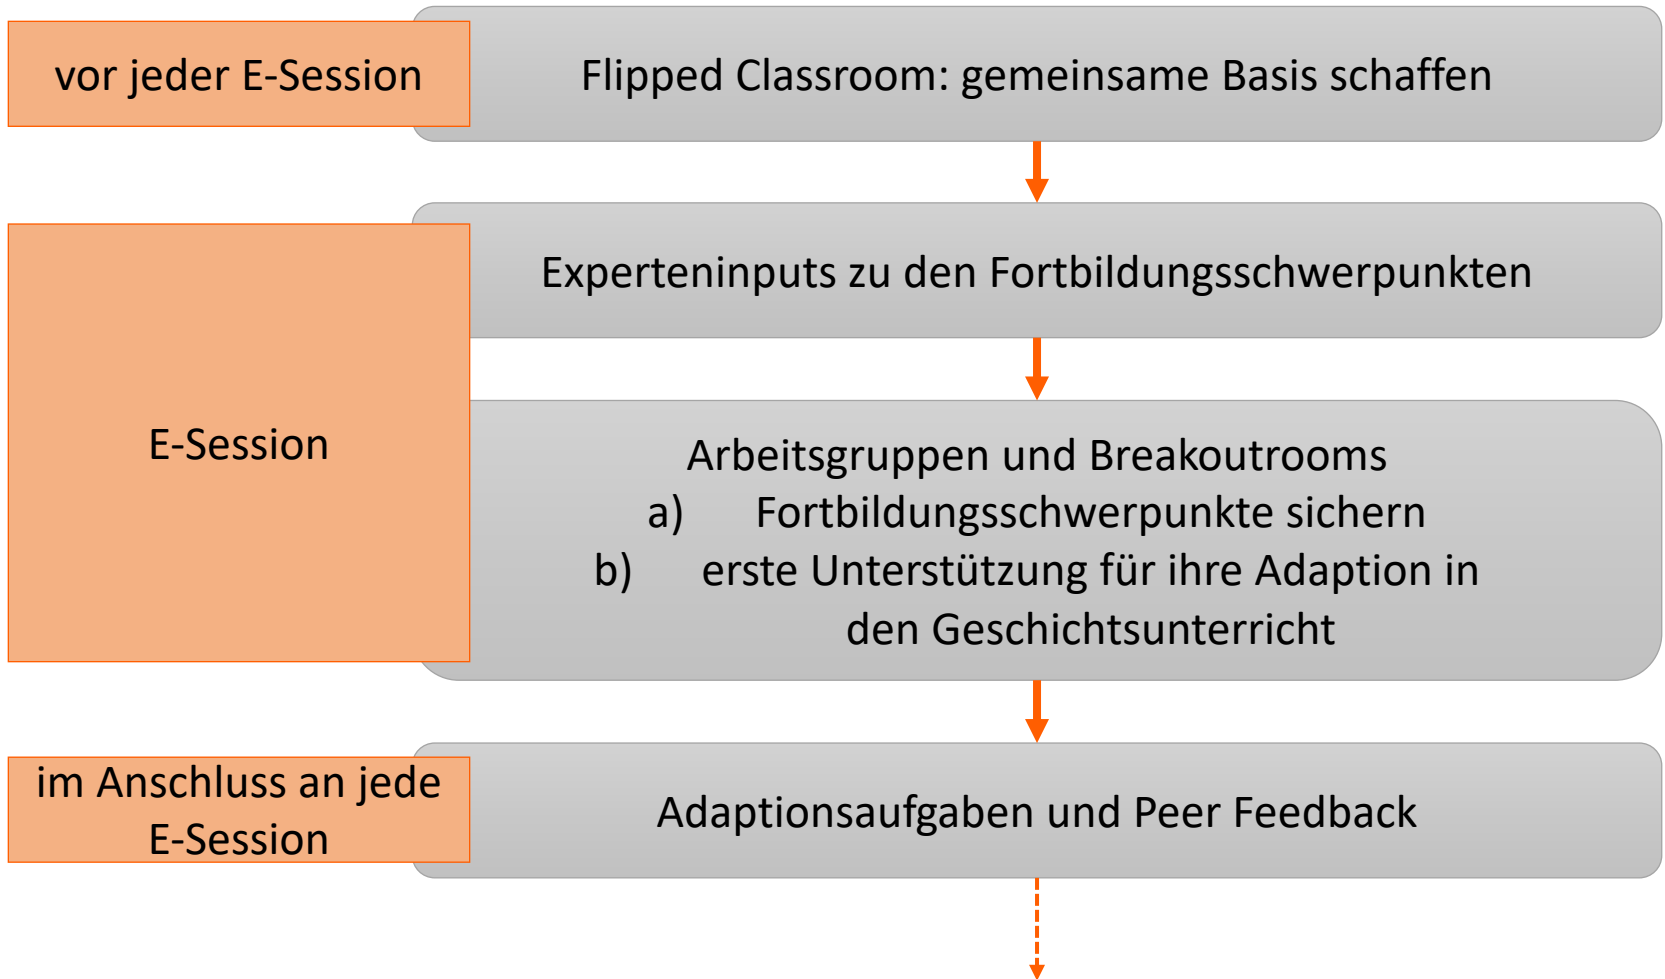 vor jeder E-Session
Flipped Classroom: gemeinsame Basis schaffen
Experteninputs zu den Fortbildungsschwerpunkten
E-Session
Arbeitsgruppen und Breakoutrooms
a) Fortbildungsschwerpunkte sichern
b) erste Unterstützung für ihre Adaption in
den Geschichtsunterricht
im Anschluss an jede
E-Session
Adaptionsaufgaben und Peer Feedback